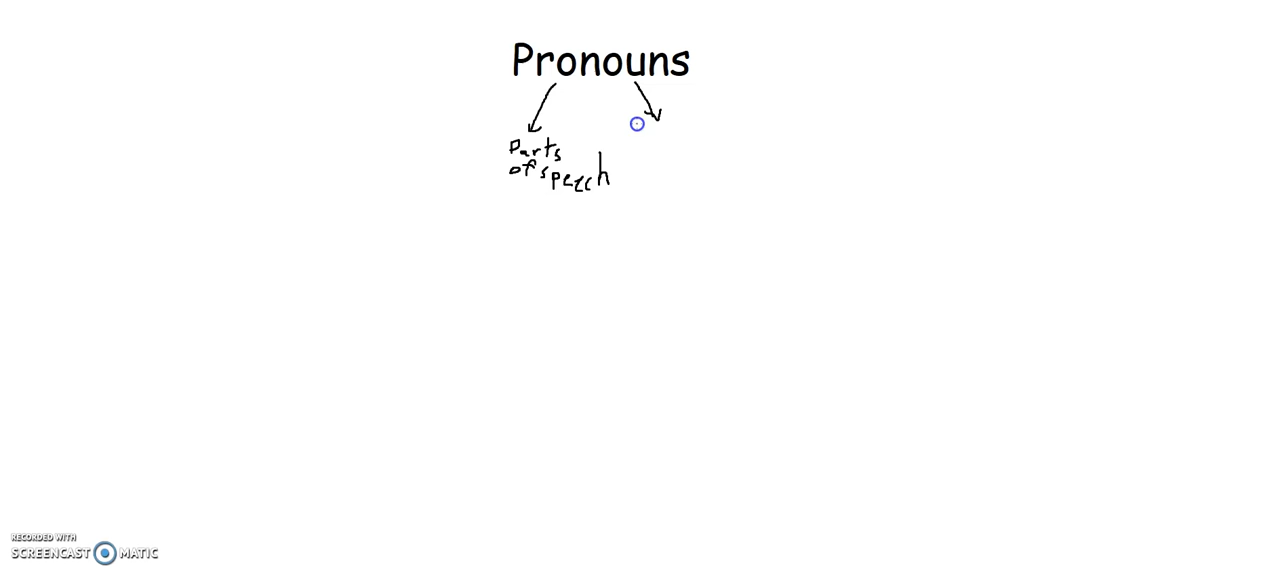 Pronouns
Parts
of speech
RECORDED WITH
SCREENCAST MATIC